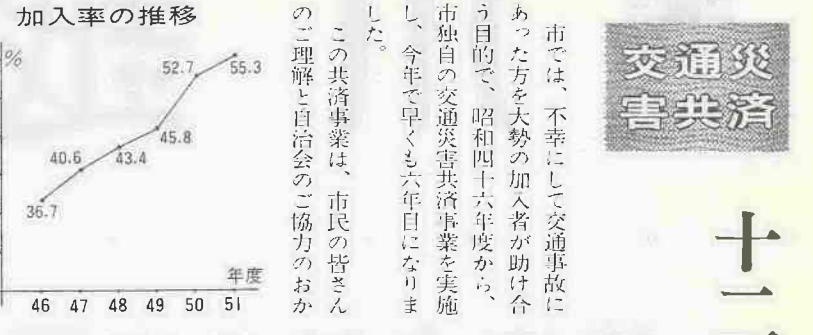 交通災
害共済
十二
市では、不幸にして交通事故に
あった方を大勢の加入者が助け合
う目的で、昭和四十六年度から、
市独自の交通災害共済事業を実施
し、今年で早くも六年目になりま
した。
この共済事業は、市民の皆さん
のご理解と自治会のご協力のおか
加入率の推移
%
36.7
40.6
43.4
45.8
52.7
55.3
年度
46 47 48 49 50 51